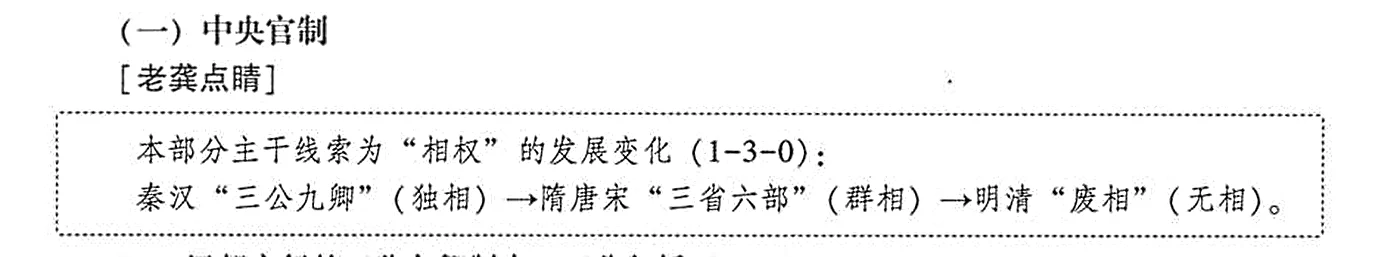 (一) 中央官制
[老龚点睛]
本部分主干线索为“相权”的发展变化(1-3-0):
秦汉“三公九卿”(独相)→隋唐宋“三省六部”(群相)→明清“废相”(无相)。